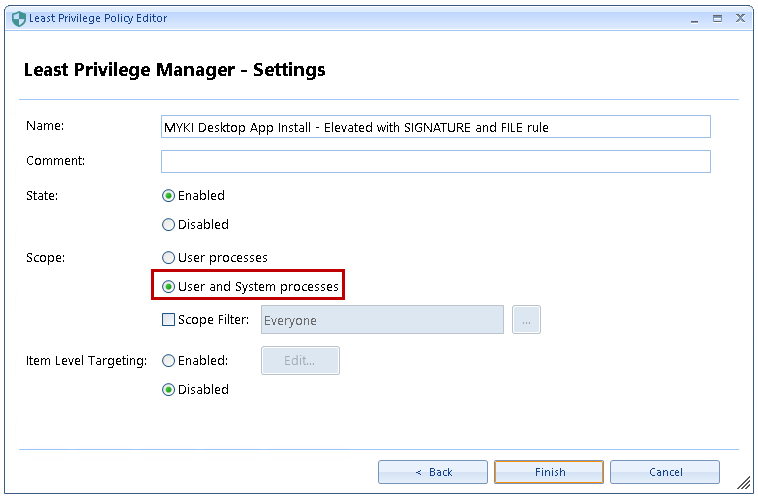 Least Privilege Policy Editor
Least Privilege Manager - Settings
Name: MYKI Desktop App Install - Elevated with SIGNATURE and FILE rule
Comment:
State: Enabled
Disabled
Scope: User processes
User and System processes
Scope Filter: Everyone ...
Item Level Targeting: Enabled: Edit...
Disabled
< Back Finish Cancel